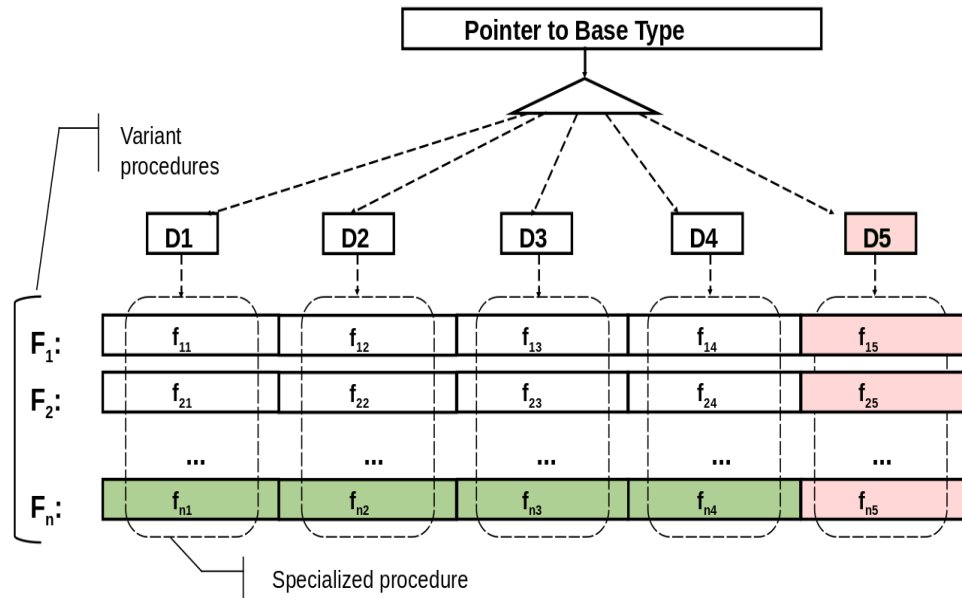 Pointer to Base Type
Variant
procedures
D1 D2 D3 D4 D5
F1: f11 f12 f13 f14 f15
F2: f21 f22 f23 f24 f25
... ... ... ... ...
Fn: fn1 fn2 fn3 fn4 fn5
Specialized procedure